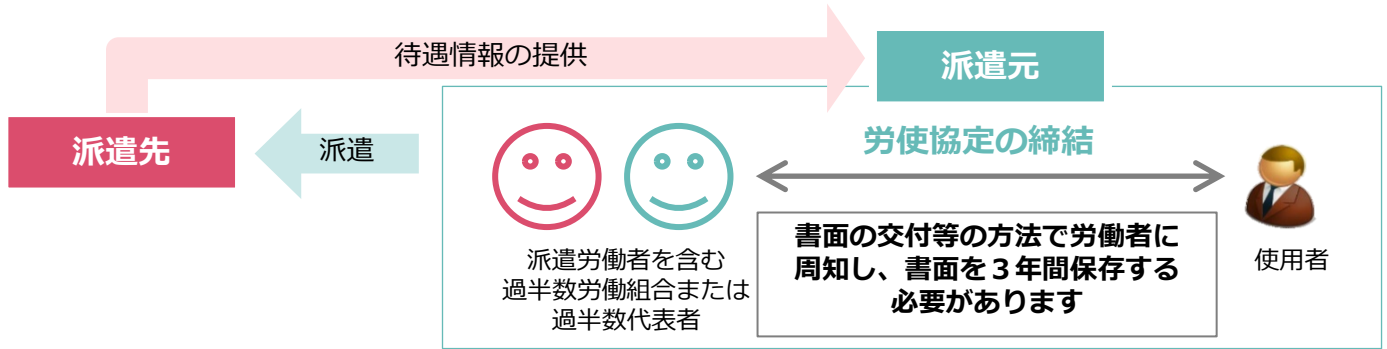 待遇情報の提供
派遣元
派遣先
派遣
労使協定の締結
書面の交付等の方法で労働者に
周知し、書面を３年間保存する
必要があります
派遣労働者を含む
過半数労働組合または
過半数代表者
使用者